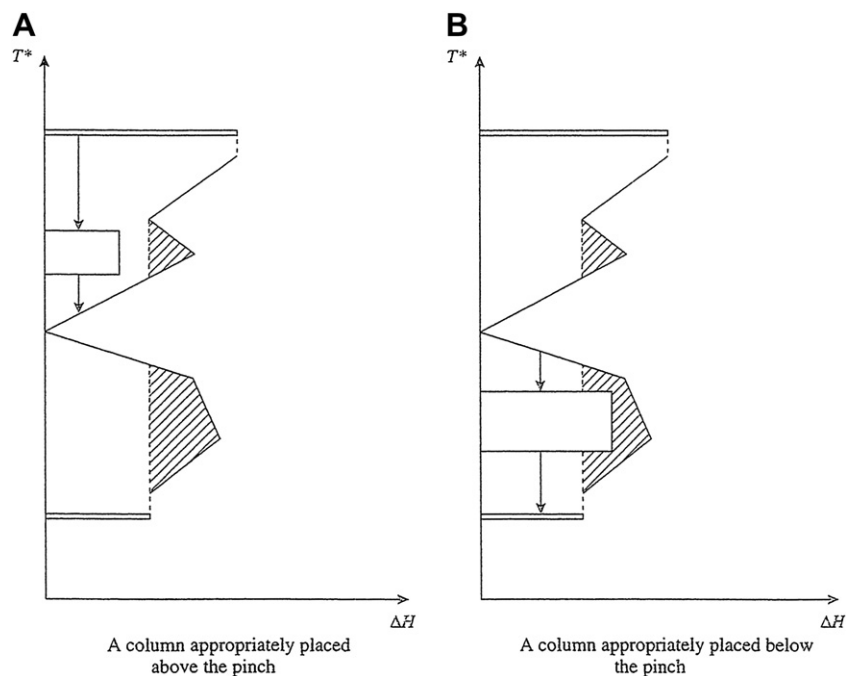 A
T*
ΔH
A column appropriately placed
above the pinch
B
T*
ΔH
A column appropriately placed below
the pinch